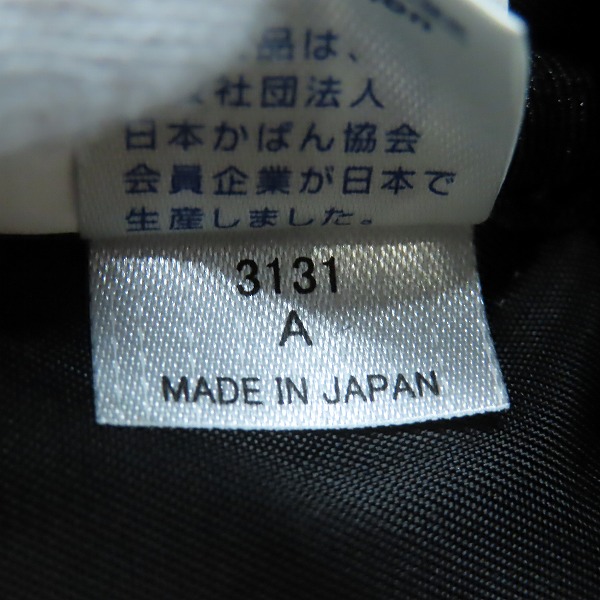 品は、
社団法人
日本かばん協会
会員企業が日本で
生産しました。
3131
A
MADE IN JAPAN